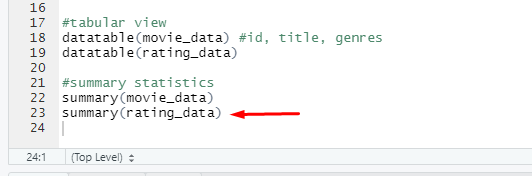 16
17 #tabular view
18 datatable(movie_data) #id, title, genres
19 datatable(rating_data)
20
21 #summary statistics
22 summary(movie_data)
23 summary(rating_data)
24
24:1 (Top Level)